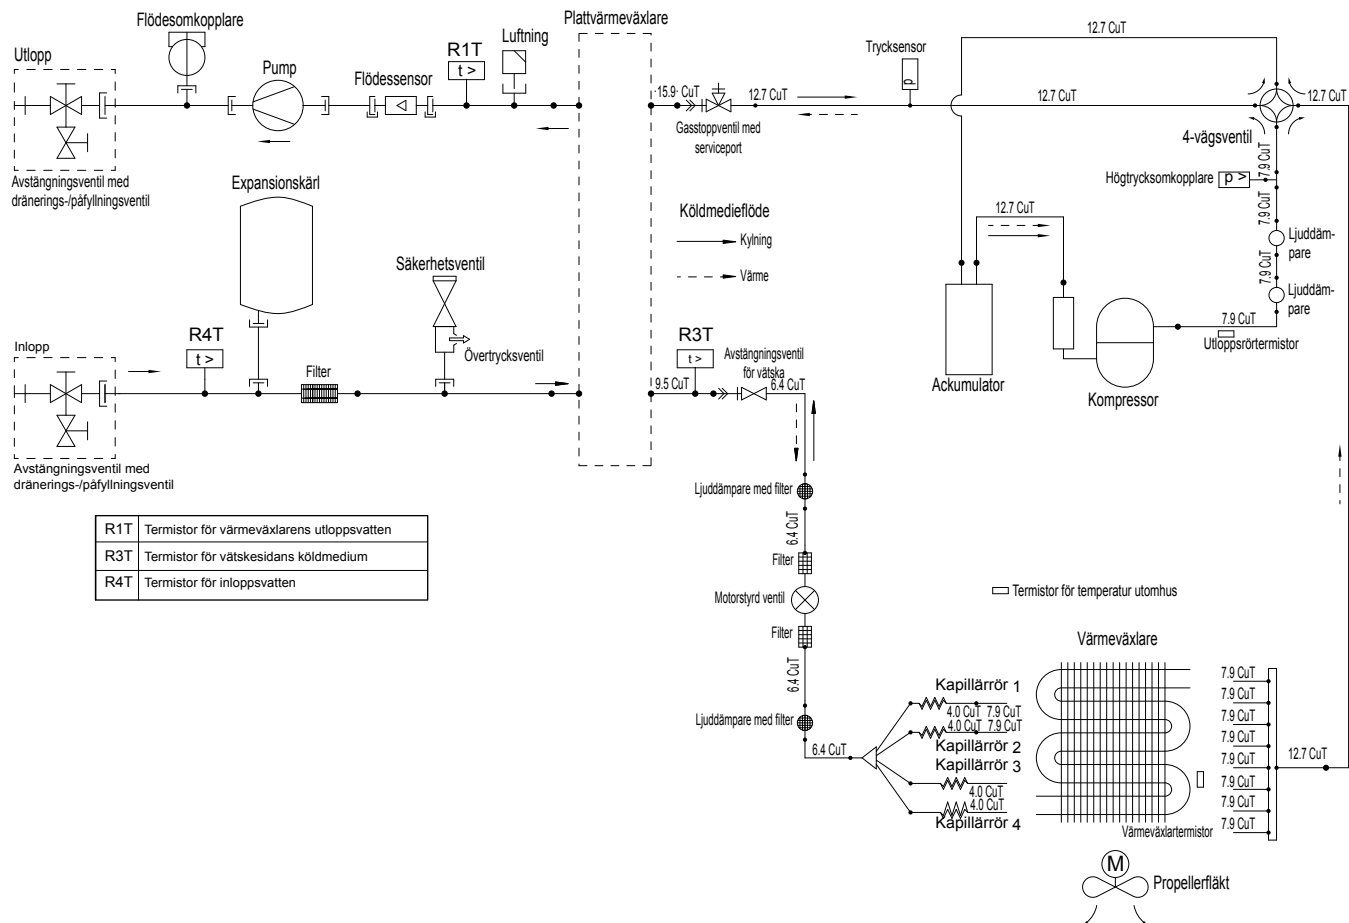 Flödesomkopplare
Plattvärmeväxlare
12.7 CuT
Utlopp
Pump
Flödessensor
R1T
t >
Luftning
Trycksensor
p
15.9 CuT
12.7 CuT
12.7 CuT
12.7 CuT
Gasstoppventil med
serviceport
4-vägsventil
Avstängningsventil med
dränerings-/påfyllningsventil
Expansionskärl
7.9 CuT
Högtrycksomkopplare
p >
Köldmedieflöde
Kylning
Värme
12.7 CuT
7.9 CuT
Ljuddäm-
pare
7.9 CuT
Ljuddäm-
pare
Säkerhetsventil
Övertrycksventil
7.9 CuT
Utloppsrörtermistor
Ackumulator
Kompressor
Inlopp
R4T
t >
Filter
R3T
t >
Avstängningsventil
för vätska
9.5 CuT
6.4 CuT
Avstängningsventil med
dränerings-/påfyllningsventil
Ljuddämpare med filter
6.4 CuT
R1T Termistor för värmeväxlarens utloppsvatten
R3T Termistor för vätskesidans köldmedium
R4T Termistor för inloppsvatten
Filter
Motorstyrd ventil
Filter
6.4 CuT
Termistor för temperatur utomhus
Värmeväxlare
Ljuddämpare med filter
6.4 CuT
Kapillärrör 1
4.0 CuT 7.9 CuT
4.0 CuT 7.9 CuT
Kapillärrör 2
Kapillärrör 3
4.0 CuT
4.0 CuT
Kapillärrör 4
7.9 CuT
7.9 CuT
7.9 CuT
7.9 CuT
7.9 CuT
7.9 CuT
7.9 CuT
7.9 CuT
12.7 CuT
Värmeväxlartermistor
M
Propellerfläkt